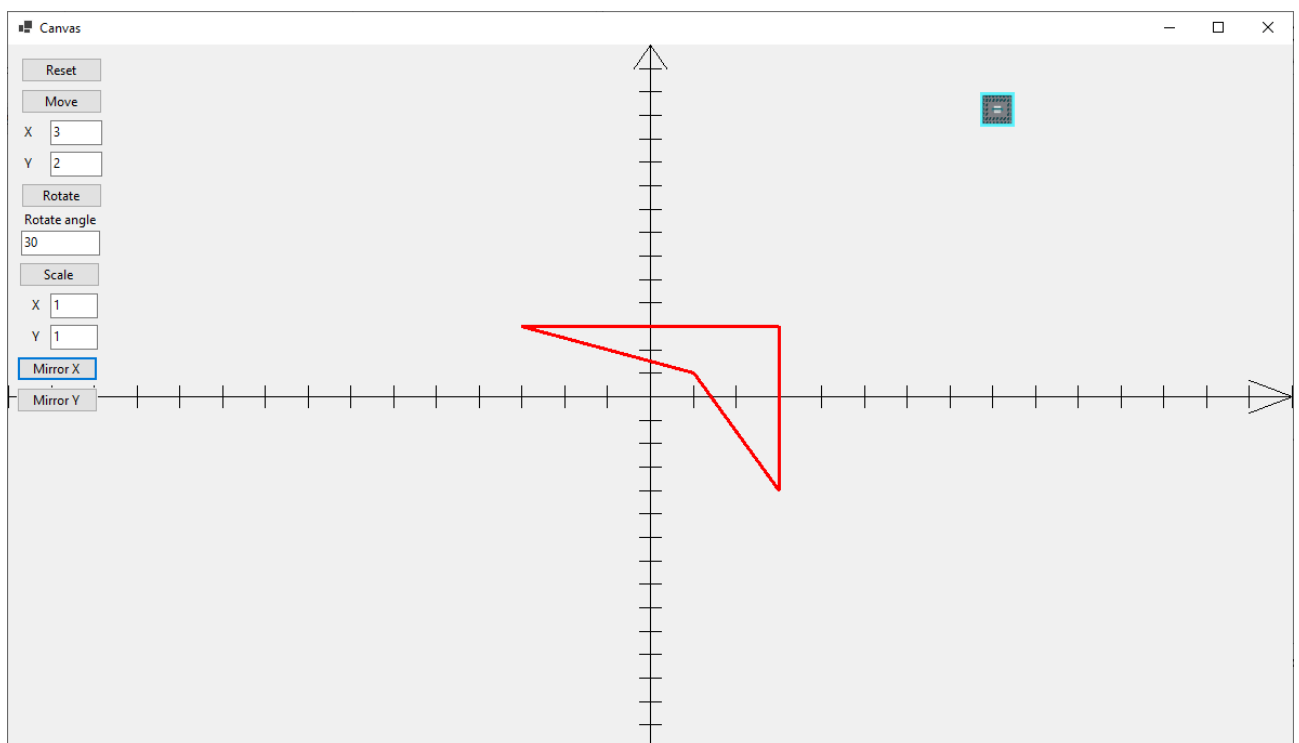 Canvas
Reset
Move
X 3
Y 2
Rotate
Rotate angle
30
Scale
X 1
Y 1
Mirror X
Mirror Y